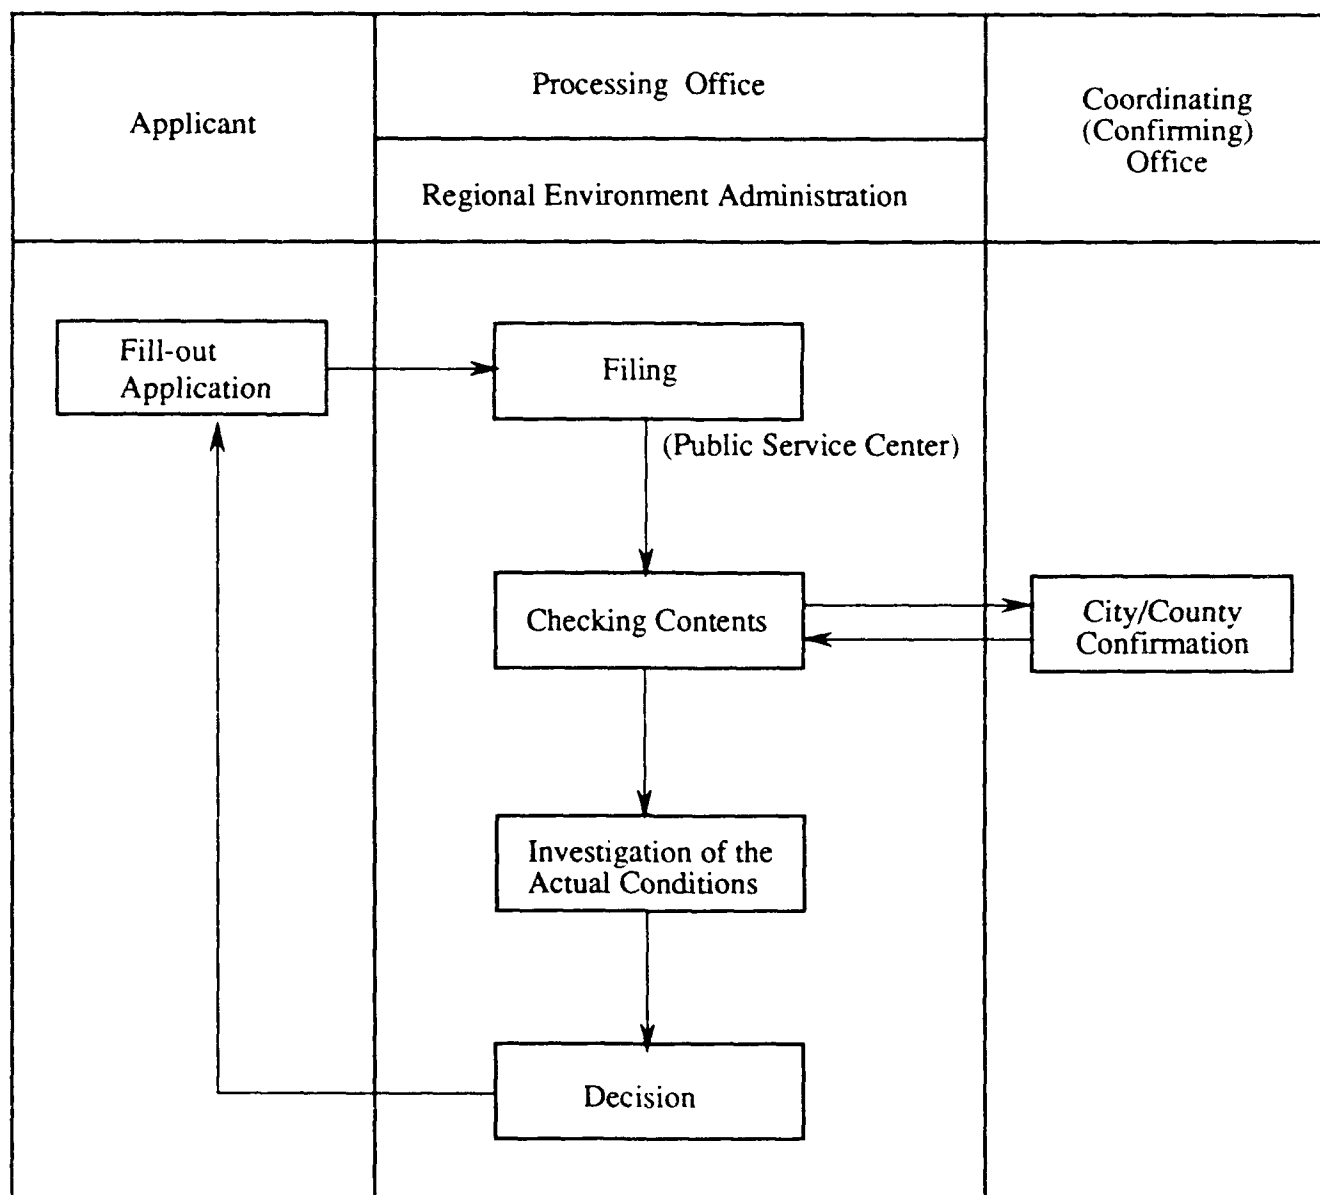 Applicant
Processing Office
Regional Environment Administration
Coordinating
(Confirming)
Office
Fill-out
Application
Filing
(Public Service Center)
Checking Contents
City/County
Confirmation
Investigation of the
Actual Conditions
Decision